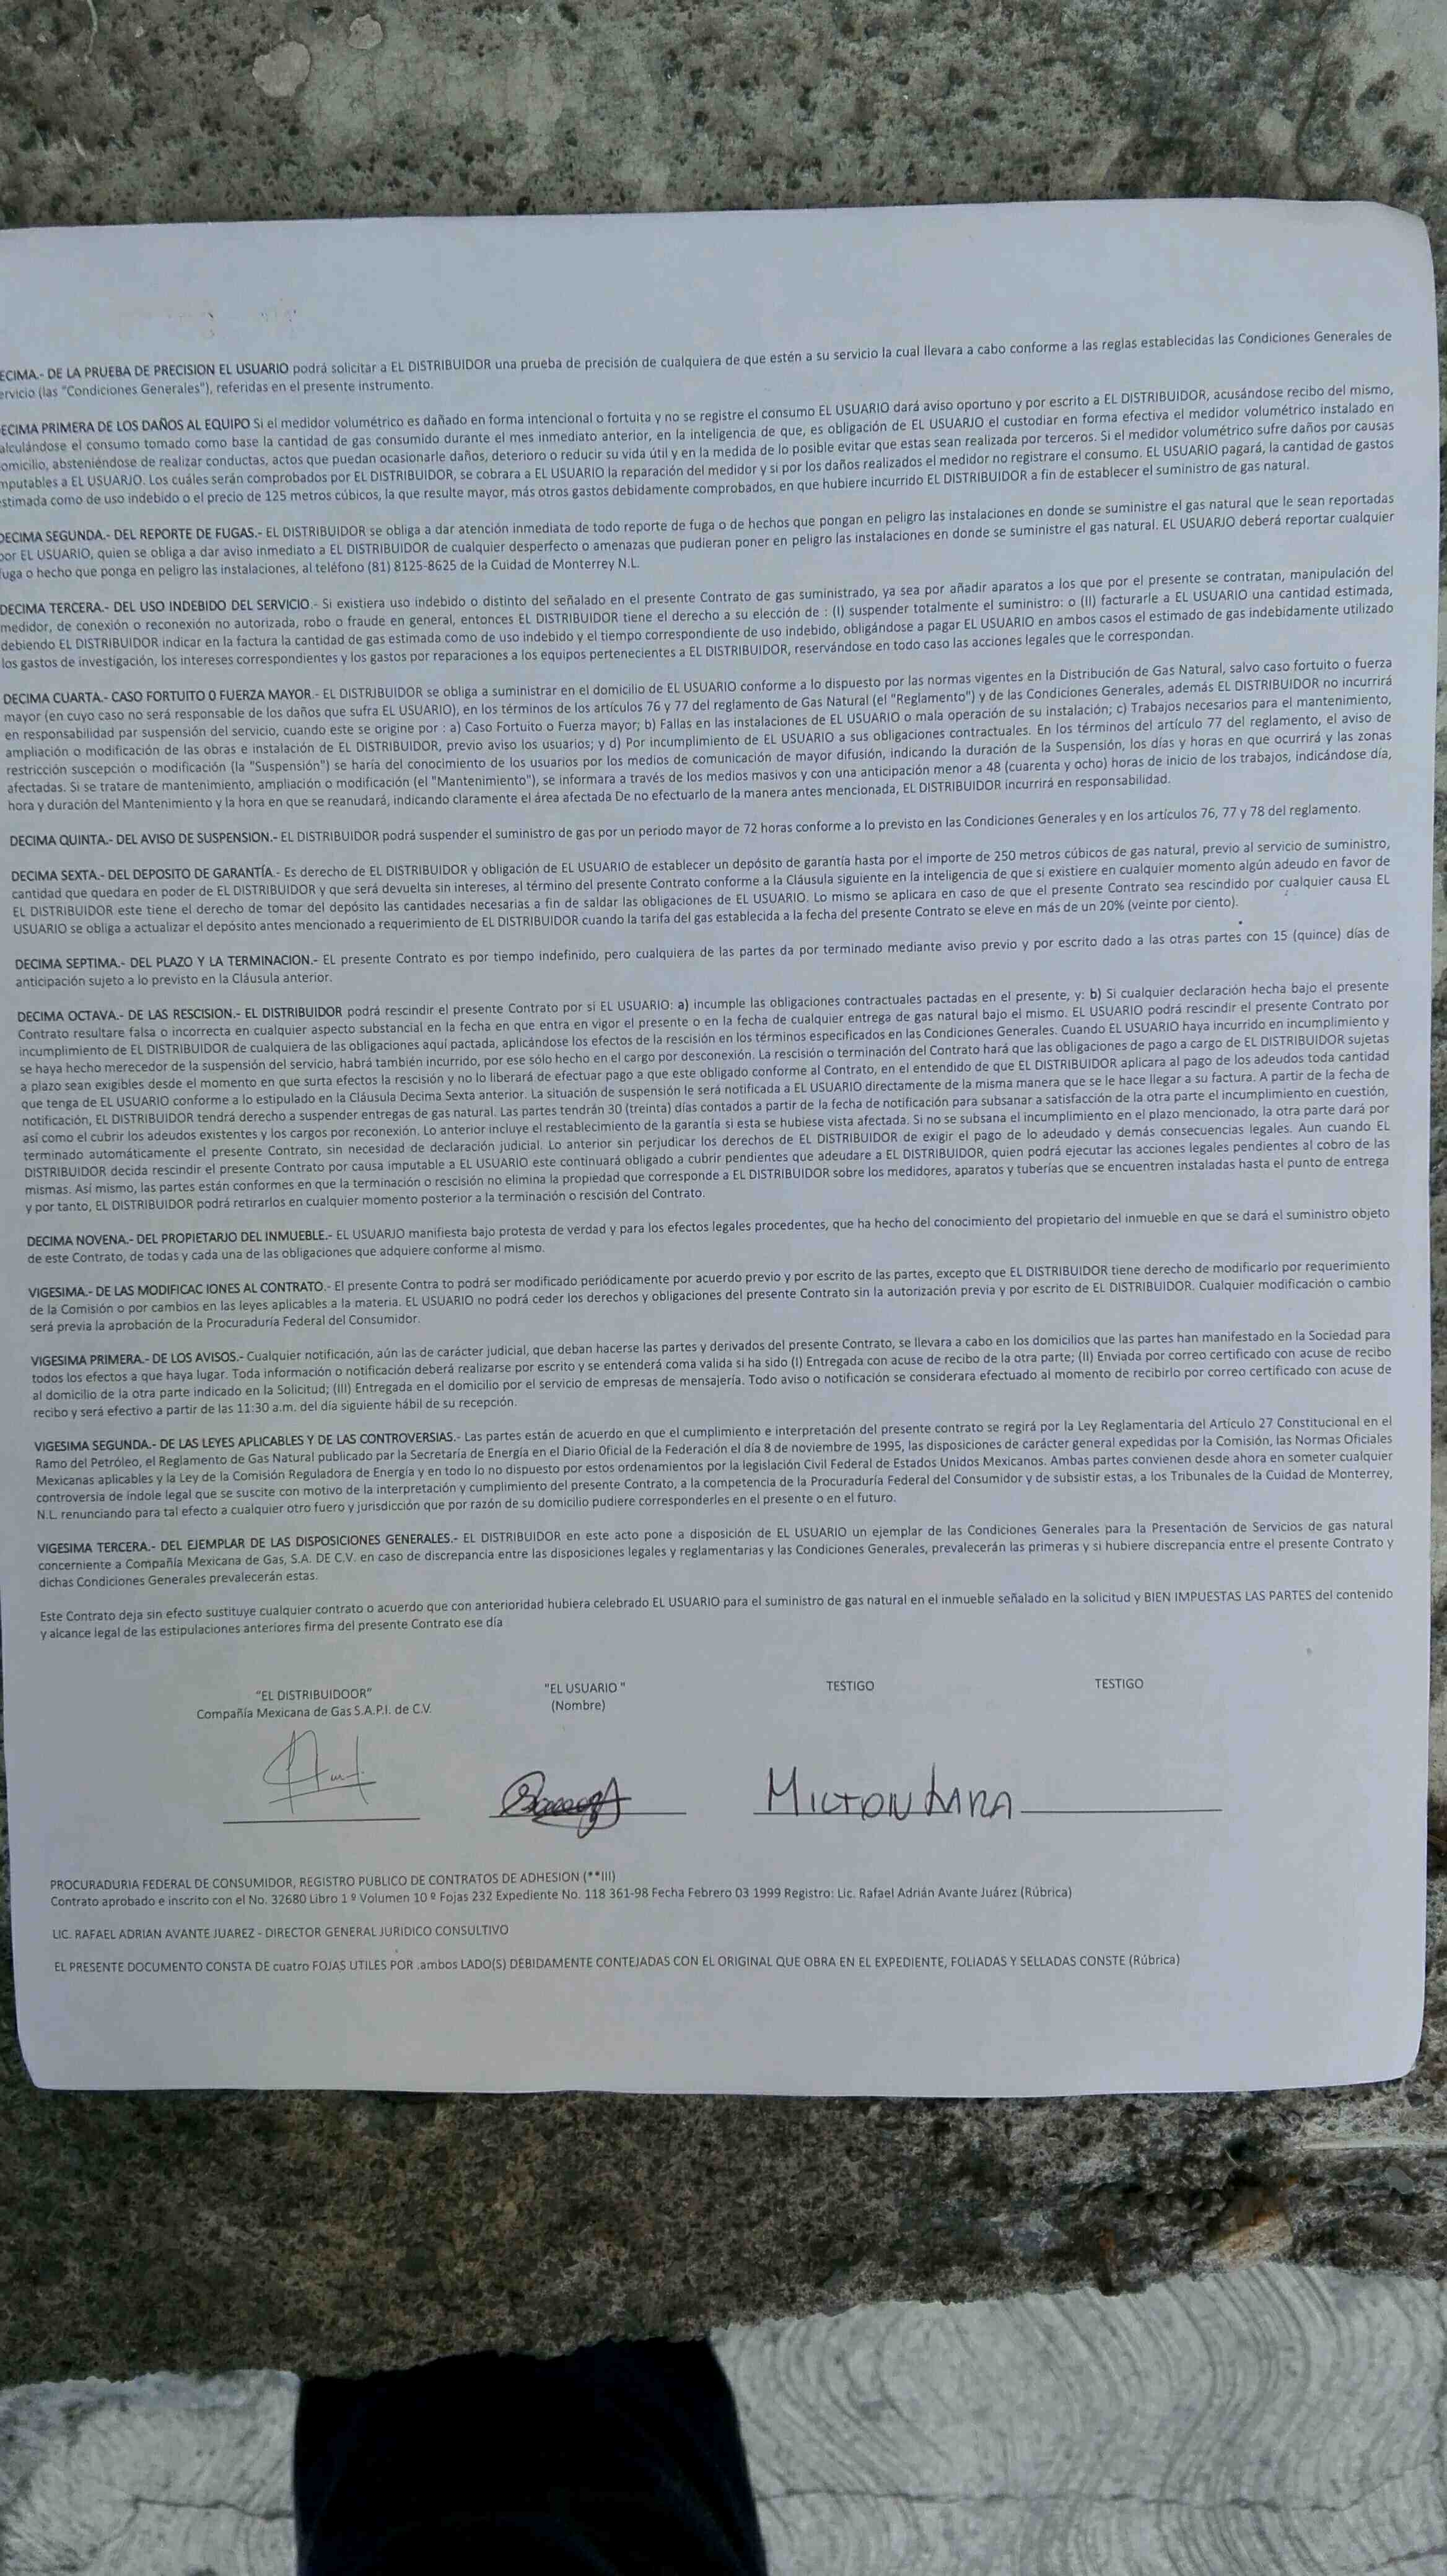 ECIMA.- DE LA PRUEBA DE PRECISION EL USUARIO podrá solicitar a EL DISTRIBUIDOR una prueba de precisión de cualquiera de que estén a su servicio la cual llevara a cabo conforme a las reglas establecidas las Condiciones Generales de
ervicio (las "Condiciones Generales"), referidas en el presente instrumento.
ECIMA PRIMERA DE LOS DAÑOS AL EQUIPO Si el medidor volumétrico es dañado en forma intencional o fortuita y no se registre el consumo EL USUARIO dará aviso oportuno y por escrito a EL DISTRIBUIDOR, acusándose recibo del mismo,
alculándose el consumo tomado como base la cantidad de gas consumido durante el mes inmediato anterior, en la inteligencia de que, es obligación de EL USUARJO el custodiar en forma efectiva el medidor volumétrico instalado en
omicilio, absteniéndose de realizar conductas, actos que puedan ocasionarle daños, deterioro o reducir su vida útil y en la medida de lo posible evitar que estas sean realizada por terceros. Si el medidor volumétrico sufre daños por causas
mputables a EL USUARJO. Los cuáles serán comprobados por EL DISTRIBUIDOR, se cobrara a EL USUARIO la reparación del medidor y si por los daños realizados el medidor no registrare el consumo. EL USUARIO pagará, la cantidad de gastos
stimada como de uso indebido o el precio de 125 metros cúbicos, la que resulte mayor, más otros gastos debidamente comprobados, en que hubiere incurrido EL DISTRIBUIDOR a fin de establecer el suministro de gas natural.
DECIMA SEGUNDA.- DEL REPORTE DE FUGAS.- EL DISTRIBUIDOR se obliga a dar atención inmediata de todo reporte de fuga o de hechos que pongan en peligro las instalaciones en donde se suministre el gas natural que le sean reportadas
por EL USUARIO, quien se obliga a dar aviso inmediato a EL DISTRIBUIDOR de cualquier desperfecto o amenazas que pudieran poner en peligro las instalaciones en donde se suministre el gas natural. EL USUARJO deberá reportar cualquier
fuga o hecho que ponga en peligro las instalaciones, al teléfono (81) 8125-8625 de la Cuidad de Monterrey N.L.
DECIMA TERCERA.- DEL USO INDEBIDO DEL SERVICIO.- Si existiera uso indebido o distinto del señalado en el presente Contrato de gas suministrado, ya sea por añadir aparatos a los que por el presente se contratan, manipulación del
medidor, de conexión o reconexión no autorizada, robo o fraude en general, entonces EL DISTRIBUIDOR tiene el derecho a su elección de : (I) suspender totalmente el suministro: o (II) facturarle a EL USUARIO una cantidad estimada,
debiendo EL DISTRIBUIDOR indicar en la factura la cantidad de gas estimada como de uso indebido y el tiempo correspondiente de uso indebido, obligándose a pagar EL USUARIO en ambos casos el estimado de gas indebidamente utilizado
los gastos de investigación, los intereses correspondientes y los gastos por reparaciones a los equipos pertenecientes a EL DISTRIBUIDOR, reservándose en todo caso las acciones legales que le correspondan.
DECIMA CUARTA.- CASO FORTUITO O FUERZA MAYOR.- EL DISTRJBUIDOR se obliga a suministrar en el domicilio de EL USUARIO conforme a lo dispuesto por las normas vigentes en la Distribución de Gas Natural, salvo caso fortuito o fuerza
mayor (en cuyo caso no será responsable de los daños que sufra EL USUARIO), en los términos de los artículos 76 y 77 del reglamento de Gas Natural (el "Reglamento") y de las Condiciones Generales, además EL DISTRIBUIDOR no incurrirá
en responsabilidad par suspensión del servicio, cuando este se origine por : a) Caso Fortuito o Fuerza mayor; b) Fallas en las instalaciones de EL USUARIO o mala operación de su instalación; c) Trabajos necesarios para el mantenimiento,
ampliación o modificación de las obras e instalación de EL DISTRIBUIDOR, previo aviso los usuarios; y d) Por incumplimiento de EL USUARIO a sus obligaciones contractuales. En los términos del artículo 77 del reglamento, el aviso de
restricción suscepción o modificación (la "Suspensión") se haría del conocimiento de los usuarios por los medios de comunicación de mayor difusión, indicando la duración de la Suspensión, los días y horas en que ocurrirá y las zonas
afectadas. Si se tratare de mantenimiento, ampliación o modificación (el "Mantenimiento"), se informara a través de los medios masivos y con una anticipación menor a 48 (cuarenta y ocho) horas de inicio de los trabajos, indicándose día,
hora y duración del Mantenimiento y la hora en que se reanudará, indicando claramente el área afectada De no efectuarlo de la manera antes mencionada, EL DISTRIBUIDOR incurrirá en responsabilidad.
DECIMA QUINTA.- DEL AVISO DE SUSPENSION.- EL DISTRIBUIDOR podrá suspender el suministro de gas por un periodo mayor de 72 horas conforme a lo previsto en las Condiciones Generales y en los artículos 76, 77 y 78 del reglamento.
DECIMA SEXTA.- DEL DEPOSITO DE GARANTÍA.- Es derecho de EL DISTRIBUIDOR y obligación de EL USUARIO de establecer un depósito de garantía hasta por el importe de 250 metros cúbicos de gas natural, previo al servicio de suministro,
cantidad que quedara en poder de EL DISTRIBUIDOR y que será devuelta sin intereses, al término del presente Contrato conforme a la Cláusula siguiente en la inteligencia de que si existiere en cualquier momento algún adeudo en favor de
EL DISTRIBUIDOR este tiene el derecho de tomar del depósito las cantidades necesarias a fin de saldar las obligaciones de EL USUARIO. Lo mismo se aplicara en caso de que el presente Contrato sea rescindido por cualquier causa EL
USUARIO se obliga a actualizar el depósito antes mencionado a requerimiento de EL DISTRIBUIDOR cuando la tarifa del gas establecida a la fecha del presente Contrato se eleve en más de un 20% (veinte por ciento).
DECIMA SEPTIMA.- DEL PLAZO Y LA TERMINACION.- EL presente Contrato es por tiempo indefinido, pero cualquiera de las partes da por terminado mediante aviso previo y por escrito dado a las otras partes con 15 (quince) días de
anticipación sujeto a lo previsto en la Cláusula anterior.
DECIMA OCTAVA.- DE LAS RESCISION.- EL DISTRIBUIDOR podrá rescindir el presente Contrato por si EL USUARIO: a) incumple las obligaciones contractuales pactadas en el presente, y: b) Si cualquier declaración hecha bajo el presente
Contrato resultare falsa o incorrecta en cualquier aspecto substancial en la fecha en que entra en vigor el presente o en la fecha de cualquier entrega de gas natural bajo el mismo. EL USUARIO podrá rescindir el presente Contrato por
incumplimiento de EL DISTRIBUIDOR de cualquiera de las obligaciones aquí pactada, aplicándose los efectos de la rescisión en los términos especificados en las Condiciones Generales. Cuando EL USUARIO haya incurrido en incumplimiento y
se haya hecho merecedor de la suspensión del servicio, habrá también incurrido, por ese sólo hecho en el cargo por desconexión. La rescisión o terminación del Contrato hará que las obligaciones de pago a cargo de EL DISTRIBUIDOR sujetas
a plazo sean exigibles desde el momento en que surta efectos la rescisión y no lo liberará de efectuar pago a que este obligado conforme al Contrato, en el entendido de que EL DISTRIBUIDOR aplicara al pago de los adeudos toda cantidad
que tenga de EL USUARIO conforme a lo estipulado en la Cláusula Decima Sexta anterior. La situación de suspensión le será notificada a EL USUARIO directamente de la misma manera que se le hace llegar a su factura. A partir de la fecha de
notificación, EL DISTRIBUIDOR tendrá derecho a suspender entregas de gas natural. Las partes tendrán 30 (treinta) días contados a partir de la fecha de notificación para subsanar a satisfacción de la otra parte el incumplimiento en cuestión,
así como el cubrir los adeudos existentes y los cargos por reconexión. Lo anterior incluye el restablecimiento de la garantía si esta se hubiese vista afectada. Si no se subsana el incumplimiento en el plazo mencionado, la otra parte dará por
terminado automáticamente el presente Contrato, sin necesidad de declaración judicial. Lo anterior sin perjudicar los derechos de EL DISTRIBUIDOR de exigir el pago de lo adeudado y demás consecuencias legales. Aun cuando EL
DISTRIBUIDOR decida rescindir el presente Contrato por causa imputable a EL USUARIO este continuará obligado a cubrir pendientes que adeudare a EL DISTRIBUIDOR, quien podrá ejecutar las acciones legales pendientes al cobro de las
mismas. Así mismo, las partes están conformes en que la terminación o rescisión no elimina la propiedad que corresponde a EL DISTRIBUIDOR sobre los medidores, aparatos y tuberías que se encuentren instaladas hasta el punto de entrega
y por tanto, EL DISTRIBUIDOR podrá retirarlos en cualquier momento posterior a la terminación o rescisión del Contrato.
DECIMA NOVENA.- DEL PROPIETARJO DEL INMUEBLE.- EL USUARJO manifiesta bajo protesta de verdad y para los efectos legales procedentes, que ha hecho del conocimiento del propietario del inmueble en que se dará el suministro objeto
de este Contrato, de todas y cada una de las obligaciones que adquiere conforme al mismo.
VIGESIMA.- DE LAS MODIFICAC IONES AL CONTRATO.- El presente Contra to podrá ser modificado periódicamente por acuerdo previo y por escrito de las partes, excepto que EL DISTRIBUIDOR tiene derecho de modificarlo por requerimiento
de la Comisión o por cambios en las leyes aplicables a la materia. EL USUARIO no podrá ceder los derechos y obligaciones del presente Contrato sin la autorización previa y por escrito de EL DISTRIBUIDOR. Cualquier modificación o cambio
será previa la aprobación de la Procuraduría Federal del Consumidor.
VIGESIMA PRIMERA.- DE LOS AVISOS.- Cualquier notificación, aún las de carácter judicial, que deban hacerse las partes y derivados del presente Contrato, se llevara a cabo en los domicilios que las partes han manifestado en la Sociedad para
todos los efectos a que haya lugar. Toda información o notificación deberá realizarse por escrito y se entenderá coma valida si ha sido (I) Entregada con acuse de recibo de la otra parte; (II) Enviada por correo certificado con acuse de recibo
al domicilio de la otra parte indicado en la Solicitud; (III) Entregada en el domicilio por el servicio de empresas de mensajería. Todo aviso o notificación se considerara efectuado al momento de recibirlo por correo certificado con acuse de
recibo y será efectivo a partir de las 11:30 a.m. del día siguiente hábil de su recepción.
VIGESIMA SEGUNDA.- DE LAS LEYES APLICABLES Y DE LAS CONTROVERSIAS.- Las partes están de acuerdo en que el cumplimiento e interpretación del presente contrato se regirá por la Ley Reglamentaria del Artículo 27 Constitucional en el
Ramo del Petróleo, el Reglamento de Gas Natural publicado par la Secretaría de Energía en el Diario Oficial de la Federación el día 8 de noviembre de 1995, las disposiciones de carácter general expedidas por la Comisión, las Normas Oficiales
Mexicanas aplicables y la Ley de la Comisión Reguladora de Energía y en todo lo no dispuesto por estos ordenamientos por la legislación Civil Federal de Estados Unidos Mexicanos. Ambas partes convienen desde ahora en someter cualquier
controversia de índole legal que se suscite con motivo de la interpretación y cumplimiento del presente Contrato, a la competencia de la Procuraduría Federal del Consumidor y de subsistir estas, a los Tribunales de la Cuidad de Monterrey,
N.L. renunciando para tal efecto a cualquier otro fuero y jurisdicción que por razón de su domicilio pudiere corresponderles en el presente o en el futuro.
VIGESIMA TERCERA.- DEL EJEMPLAR DE LAS DISPOSICIONES GENERALES.- EL DISTRIBUIDOR en este acto pone a disposición de EL USUARIO un ejemplar de las Condiciones Generales para la Presentación de Servicios de gas natural
concerniente a Compañía Mexicana de Gas, S.A. DE C.V. en caso de discrepancia entre las disposiciones legales y reglamentarias y las Condiciones Generales, prevalecerán las primeras y si hubiere discrepancia entre el presente Contrato y
dichas Condiciones Generales prevalecerán estas.
Este Contrato deja sin efecto sustituye cualquier contrato o acuerdo que con anterioridad hubiera celebrado EL USUARIO para el suministro de gas natural en el inmueble señalado en la solicitud y BIEN IMPUESTAS LAS PARTES del contenido
y alcance legal de las estipulaciones anteriores firma del presente Contrato ese día
"EL DISTRIBUIDOOR" "EL USUARIO " TESTIGO TESTIGO
Compañía Mexicana de Gas S.A.P.I. de C.V. (Nombre)
MILTON LARA
PROCURADURIA FEDERAL DE CONSUMIDOR, REGISTRO PUBLICO DE CONTRATOS DE ADHESION (**III)
Contrato aprobado e inscrito con el No. 32680 Libro 1 º Volumen 10 º Fojas 232 Expediente No. 118 361-98 Fecha Febrero 03 1999 Registro: Lic. Rafael Adrián Avante Juárez (Rúbrica)
LIC. RAFAEL ADRIAN AVANTE JUAREZ - DIRECTOR GENERAL JURIDICO CONSULTIVO
EL PRESENTE DOCUMENTO CONSTA DE cuatro FOJAS UTILES POR .ambos LADO(S) DEBIDAMENTE CONTEJADAS CON EL ORIGINAL QUE OBRA EN EL EXPEDIENTE, FOLIADAS Y SELLADAS CONSTE (Rúbrica)